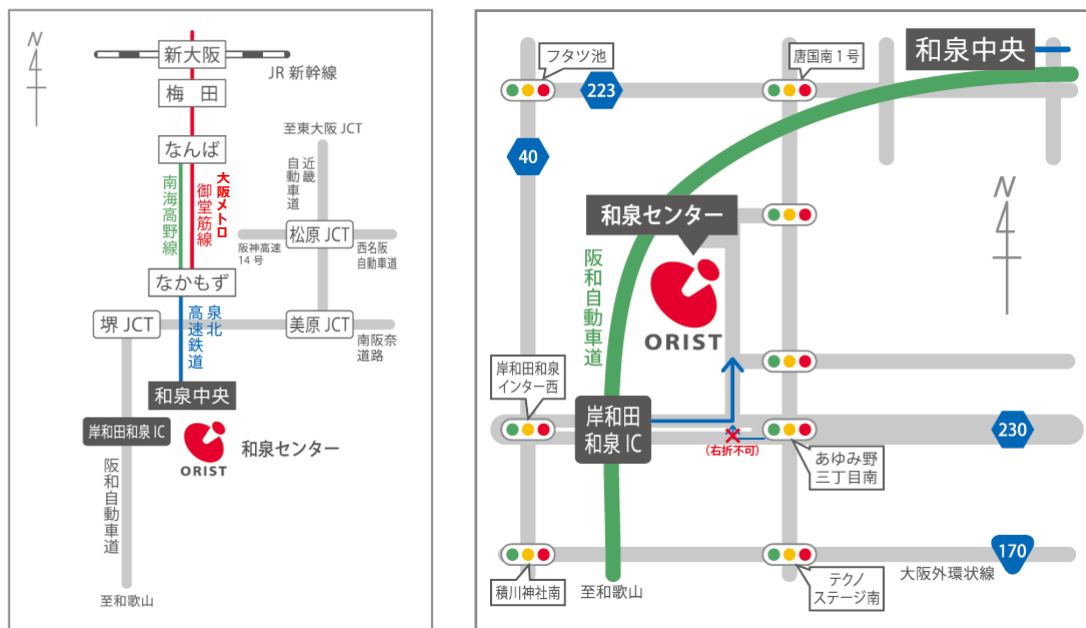 N
新大阪
JR 新幹線
梅田
なんば
至東大阪 JCT
近畿
自動車道
南海高野線
大阪メトロ
御堂筋線
阪神高速
14 号
松原 JCT
西名阪
自動車道
なかもず
堺 JCT
泉北
高速鉄道
美原 JCT
南阪奈
道路
和泉中央
岸和田和泉 IC
ORIST
和泉センター
阪和自動車道
至和歌山
フタツ池
223
唐国南 1 号
和泉中央
40
N
和泉センター
阪和自動車道
ORIST
岸和田和泉
インター西
岸和田
和泉 IC
(右折不可)
230
あゆみ野
三丁目南
170
大阪外環状線
積川神社南
至和歌山
テクノ
ステージ南